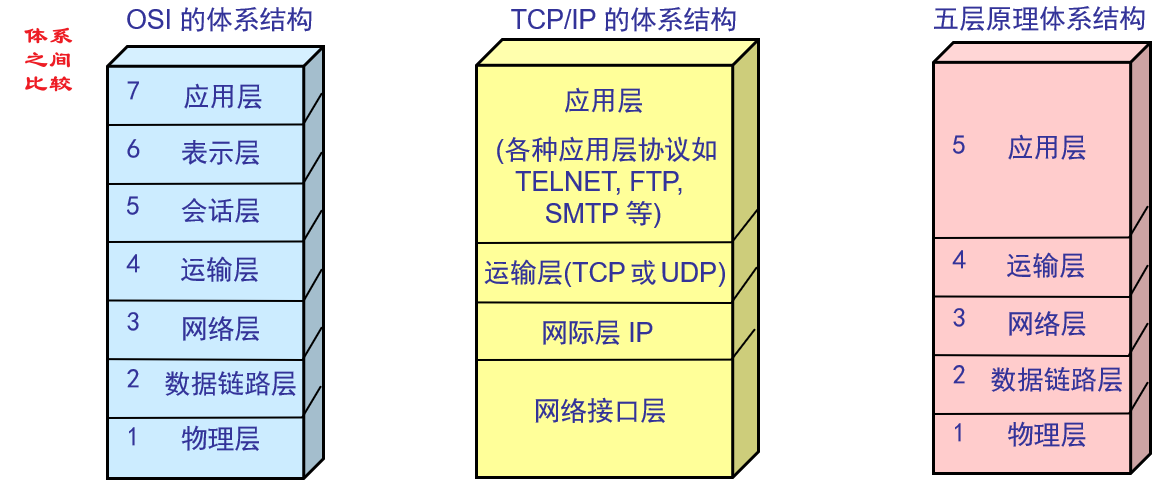 体系
之间
比较
OSI 的体系结构
7 应用层
6 表示层
5 会话层
4 运输层
3 网络层
2 数据链路层
1 物理层
TCP/IP 的体系结构
应用层
(各种应用层协议如
TELNET, FTP,
SMTP 等)
运输层(TCP 或 UDP)
网际层 IP
网络接口层
五层原理体系结构
5 应用层
4 运输层
3 网络层
2 数据链路层
1 物理层